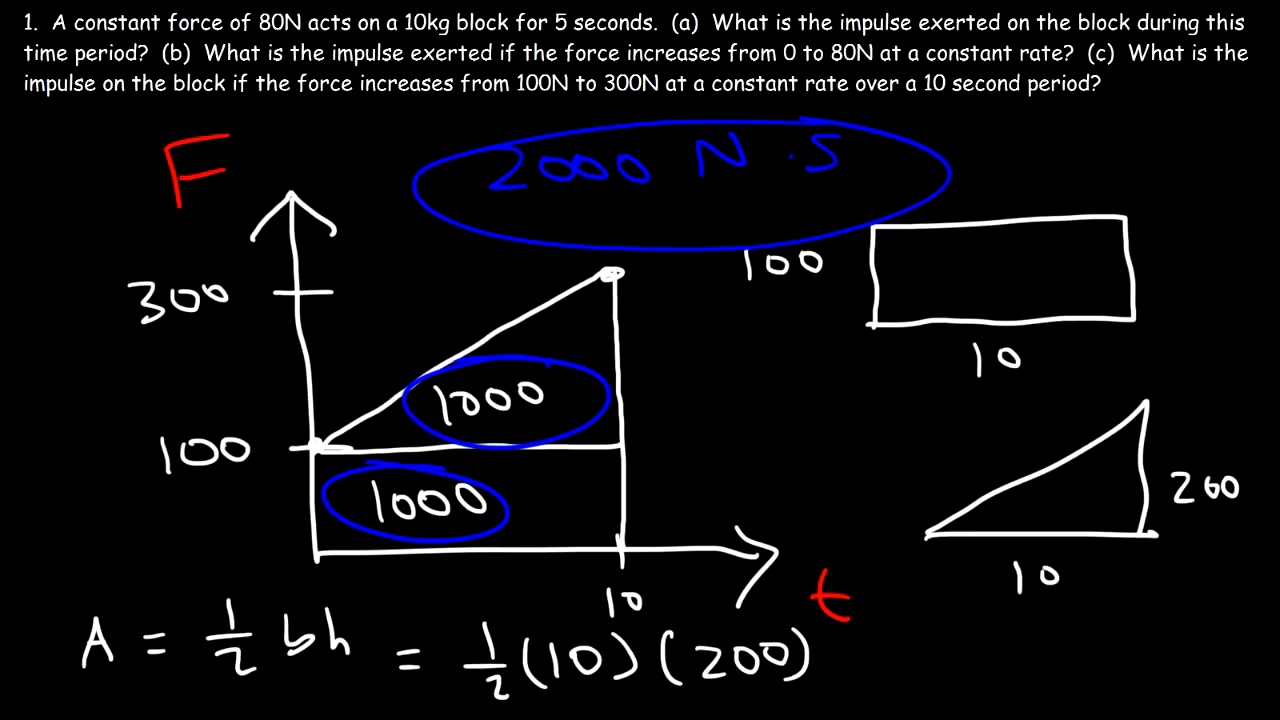 1. A constant force of 80N acts on a 10kg block for 5 seconds. (a) What is the impulse exerted on the block during this
time period? (b) What is the impulse exerted if the force increases from 0 to 80N at a constant rate? (c) What is the
impulse on the block if the force increases from 100N to 300N at a constant rate over a 10 second period?
F
2000 N·S
100
300
10
1000
100
1000
200
10
10
t
A = 1/2 bh = 1/2 (10)(200)